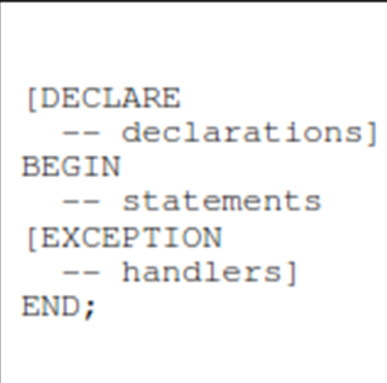 [DECLARE
-- declarations]
BEGIN
-- statements
[EXCEPTION
-- handlers]
END;